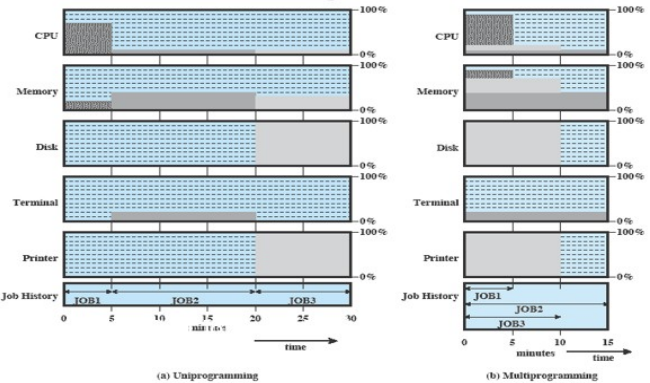 100%
CPU
0%
100%
Memory
0%
100%
Disk
0%
100%
Terminal
0%
100%
Printer
0%
Job History
JOB1
JOB2
JOB3
0
5
10
15
20
25
30
time
(a) Uniprogramming
100%
CPU
0%
100%
Memory
0%
100%
Disk
0%
100%
Terminal
0%
100%
Printer
0%
Job History
JOB1
JOB2
JOB3
0
5
10
15
minutes
time
(b) Multiprogramming